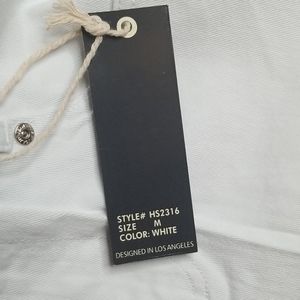 STYLE# HS2316
SIZE M
COLOR: WHITE
DESIGNED IN LOS ANGELES